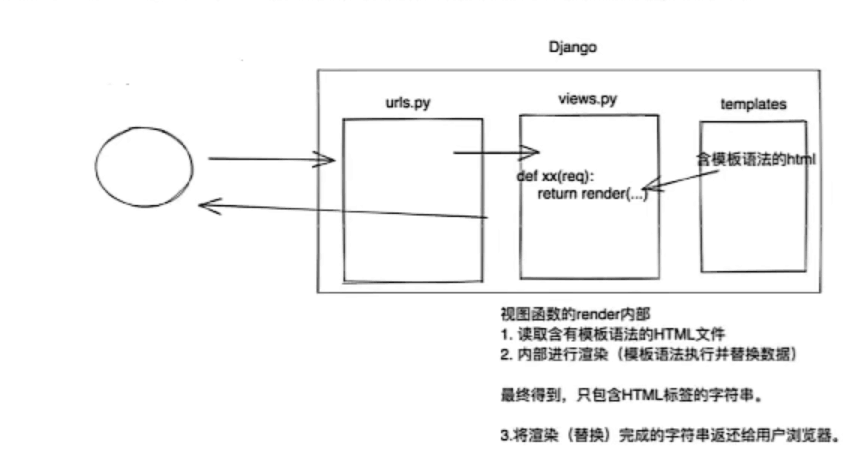 Django
urls.py
views.py
templates
含模板语法的html
def xx(req):
return render(...)
视图函数的render内部
1. 读取含有模板语法的HTML文件
2. 内部进行渲染（模板语法执行并替换数据）
最终得到，只包含HTML标签的字符串。
3.将渲染（替换）完成的字符串返还给用户浏览器。